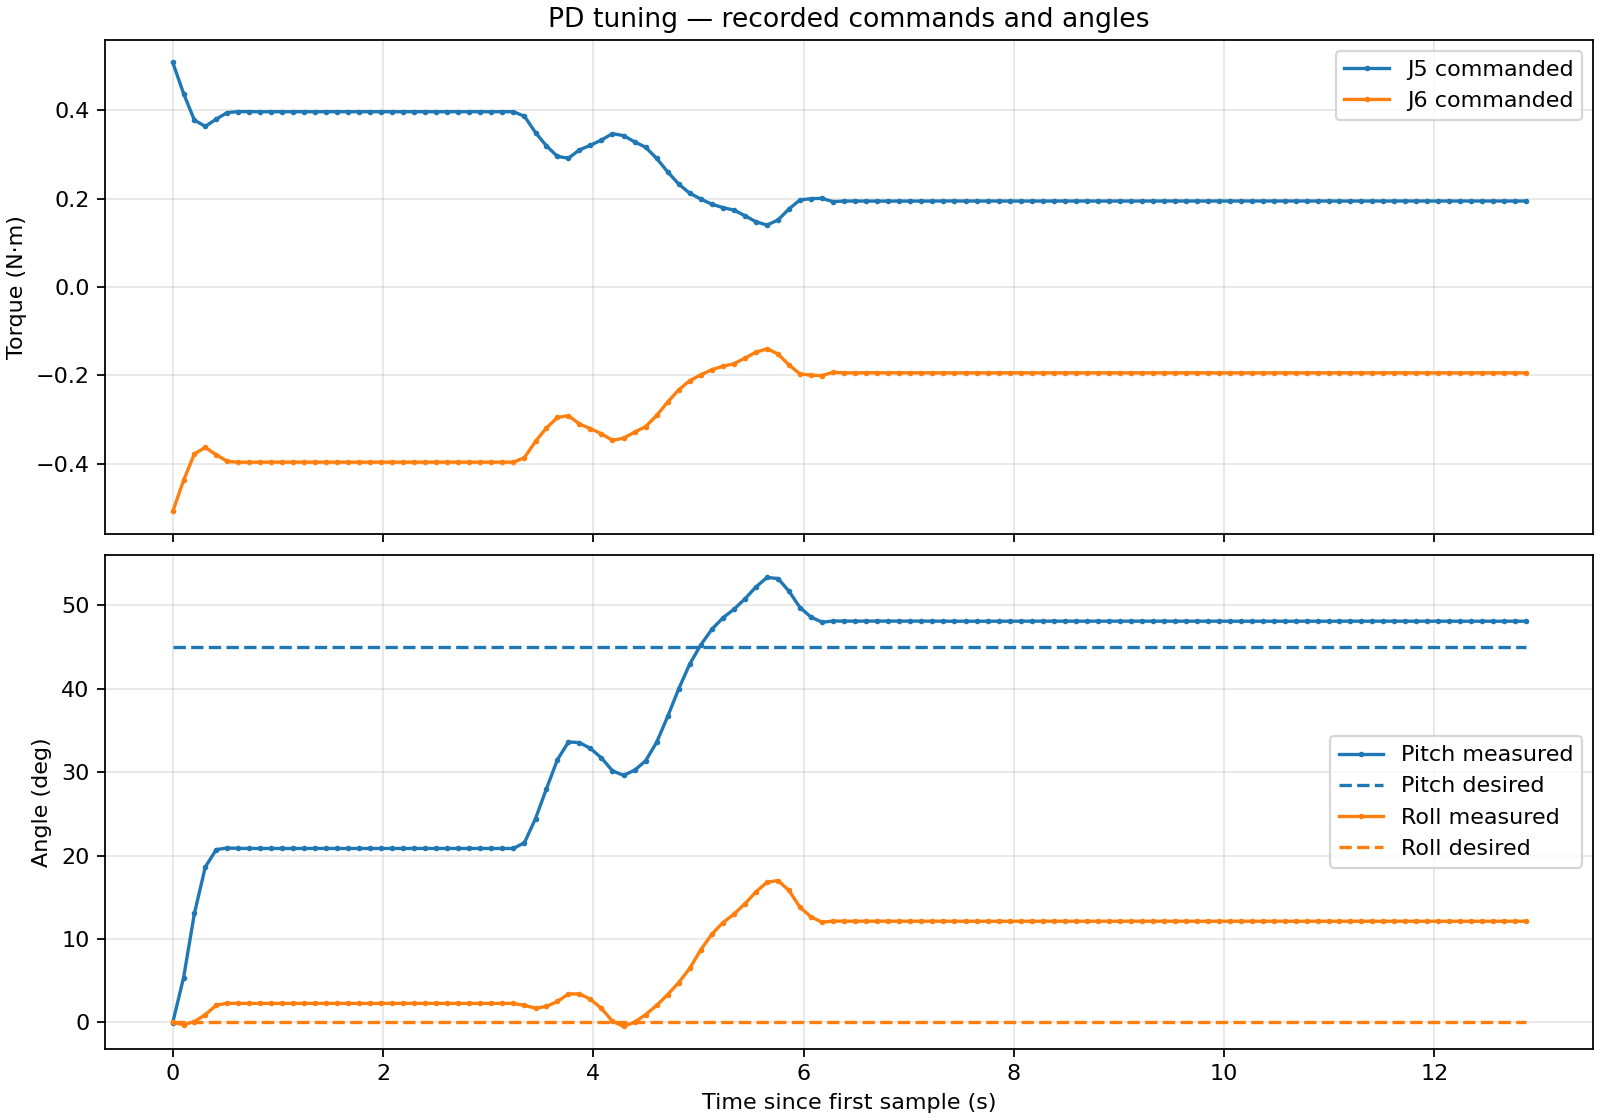 PD tuning — recorded commands and angles
J5 commanded
J6 commanded
Torque (N·m)
0.4
0.2
0.0
−0.2
−0.4
Angle (deg)
50
40
30
20
10
0
Pitch measured
Pitch desired
Roll measured
Roll desired
0 2 4 6 8 10 12
Time since first sample (s)